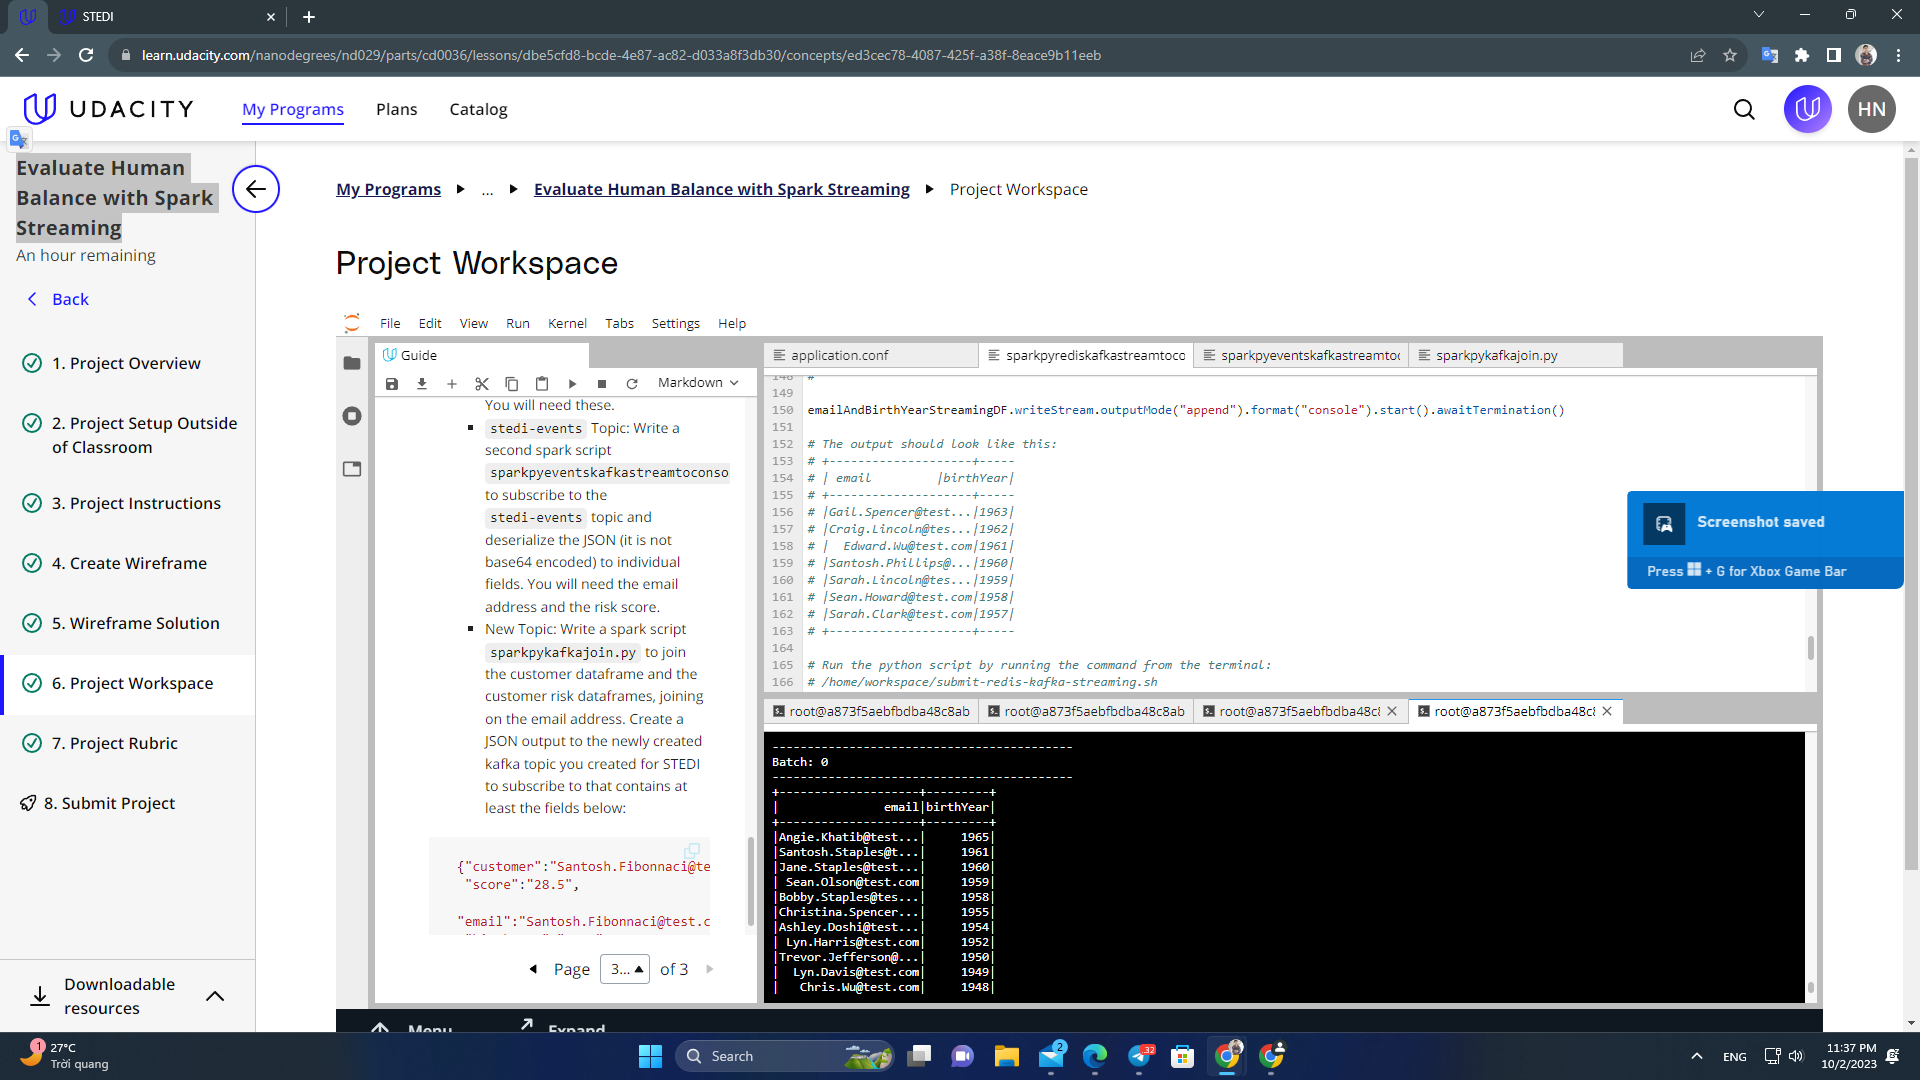 STEDI
learn.udacity.com/nanodegrees/nd029/parts/cd0036/lessons/dbe5cfd8-bcde-4e87-ac82-d033a8f3db30/concepts/ed3cec78-4087-425f-a38f-8eace9b11eeb
UDACITY
My Programs
Plans
Catalog
HN
Evaluate Human
Balance with Spark
Streaming
An hour remaining
Back
1. Project Overview
2. Project Setup Outside
of Classroom
3. Project Instructions
4. Create Wireframe
5. Wireframe Solution
6. Project Workspace
7. Project Rubric
8. Submit Project
Downloadable
resources
My Programs ... Evaluate Human Balance with Spark Streaming Project Workspace
Project Workspace
File Edit View Run Kernel Tabs Settings Help
Guide
Markdown
You will need these.
stedi-events Topic: Write a
second spark script
sparkpyeventskafkastreamtoconso
to subscribe to the
stedi-events topic and
deserialize the JSON (it is not
base64 encoded) to individual
fields. You will need the email
address and the risk score.
New Topic: Write a spark script
sparkpykafkajoin.py to join
the customer dataframe and the
customer risk dataframes, joining
on the email address. Create a
JSON output to the newly created
kafka topic you created for STEDI
to subscribe to that contains at
least the fields below:
{"customer":"Santosh.Fibonnaci@te
"score":"28.5",
"email":"Santosh.Fibonnaci@test.c
Page 3... of 3
application.conf
sparkpyrediskafkastreamtoco
sparkpyeventskafkastreamtoc
sparkpykafkajoin.py
148 #
149
150 emailAndBirthYearStreamingDF.writeStream.outputMode("append").format("console").start().awaitTermination()
151
152 # The output should look like this:
153 # +--------------------+-----
154 # | email         |birthYear|
155 # +--------------------+-----
156 # |Gail.Spencer@test...|1963|
157 # |Craig.Lincoln@tes...|1962|
158 # |  Edward.Wu@test.com|1961|
159 # |Santosh.Phillips@...|1960|
160 # |Sarah.Lincoln@tes...|1959|
161 # |Sean.Howard@test.com|1958|
162 # |Sarah.Clark@test.com|1957|
163 # +--------------------+-----
164
165 # Run the python script by running the command from the terminal:
166 # /home/workspace/submit-redis-kafka-streaming.sh
root@a873f5aebfbdba48c8ab
root@a873f5aebfbdba48c8ab
root@a873f5aebfbdba48c8
root@a873f5aebfbdba48c8
-------------------------------------------
Batch: 0
-------------------------------------------
+--------------------+---------+
|               email|birthYear|
+--------------------+---------+
|Angie.Khatib@test...|     1965|
|Santosh.Staples@t...|     1961|
|Jane.Staples@test...|     1960|
| Sean.Olson@test.com|     1959|
|Bobby.Staples@tes...|     1958|
|Christina.Spencer...|     1955|
|Ashley.Doshi@test...|     1954|
| Lyn.Harris@test.com|     1952|
|Trevor.Jefferson@...|     1950|
|  Lyn.Davis@test.com|     1949|
|   Chris.Wu@test.com|     1948|
Menu
Expand
Screenshot saved
Press + G for Xbox Game Bar
1
27°C
Trời quang
Search
2
32
ENG
11:37 PM
10/2/2023